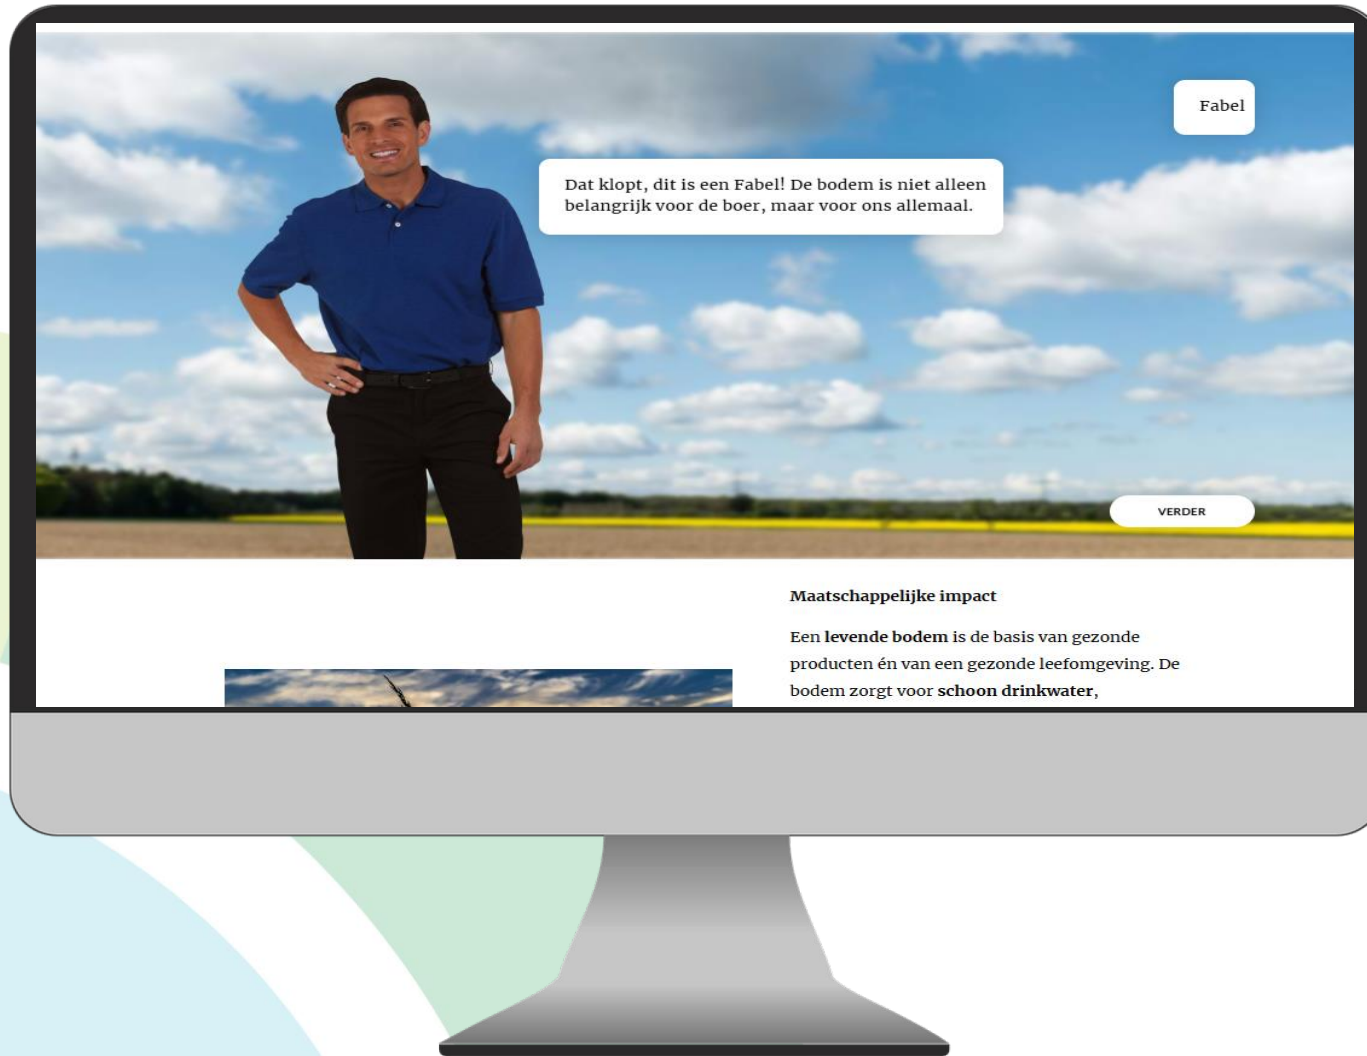 Fabel
Dat klopt, dit is een Fabel! De bodem is niet alleen
belangrijk voor de boer, maar voor ons allemaal.
VERDER
Maatschappelijke impact
Een levende bodem is de basis van gezonde
producten én van een gezonde leefomgeving. De
bodem zorgt voor schoon drinkwater,